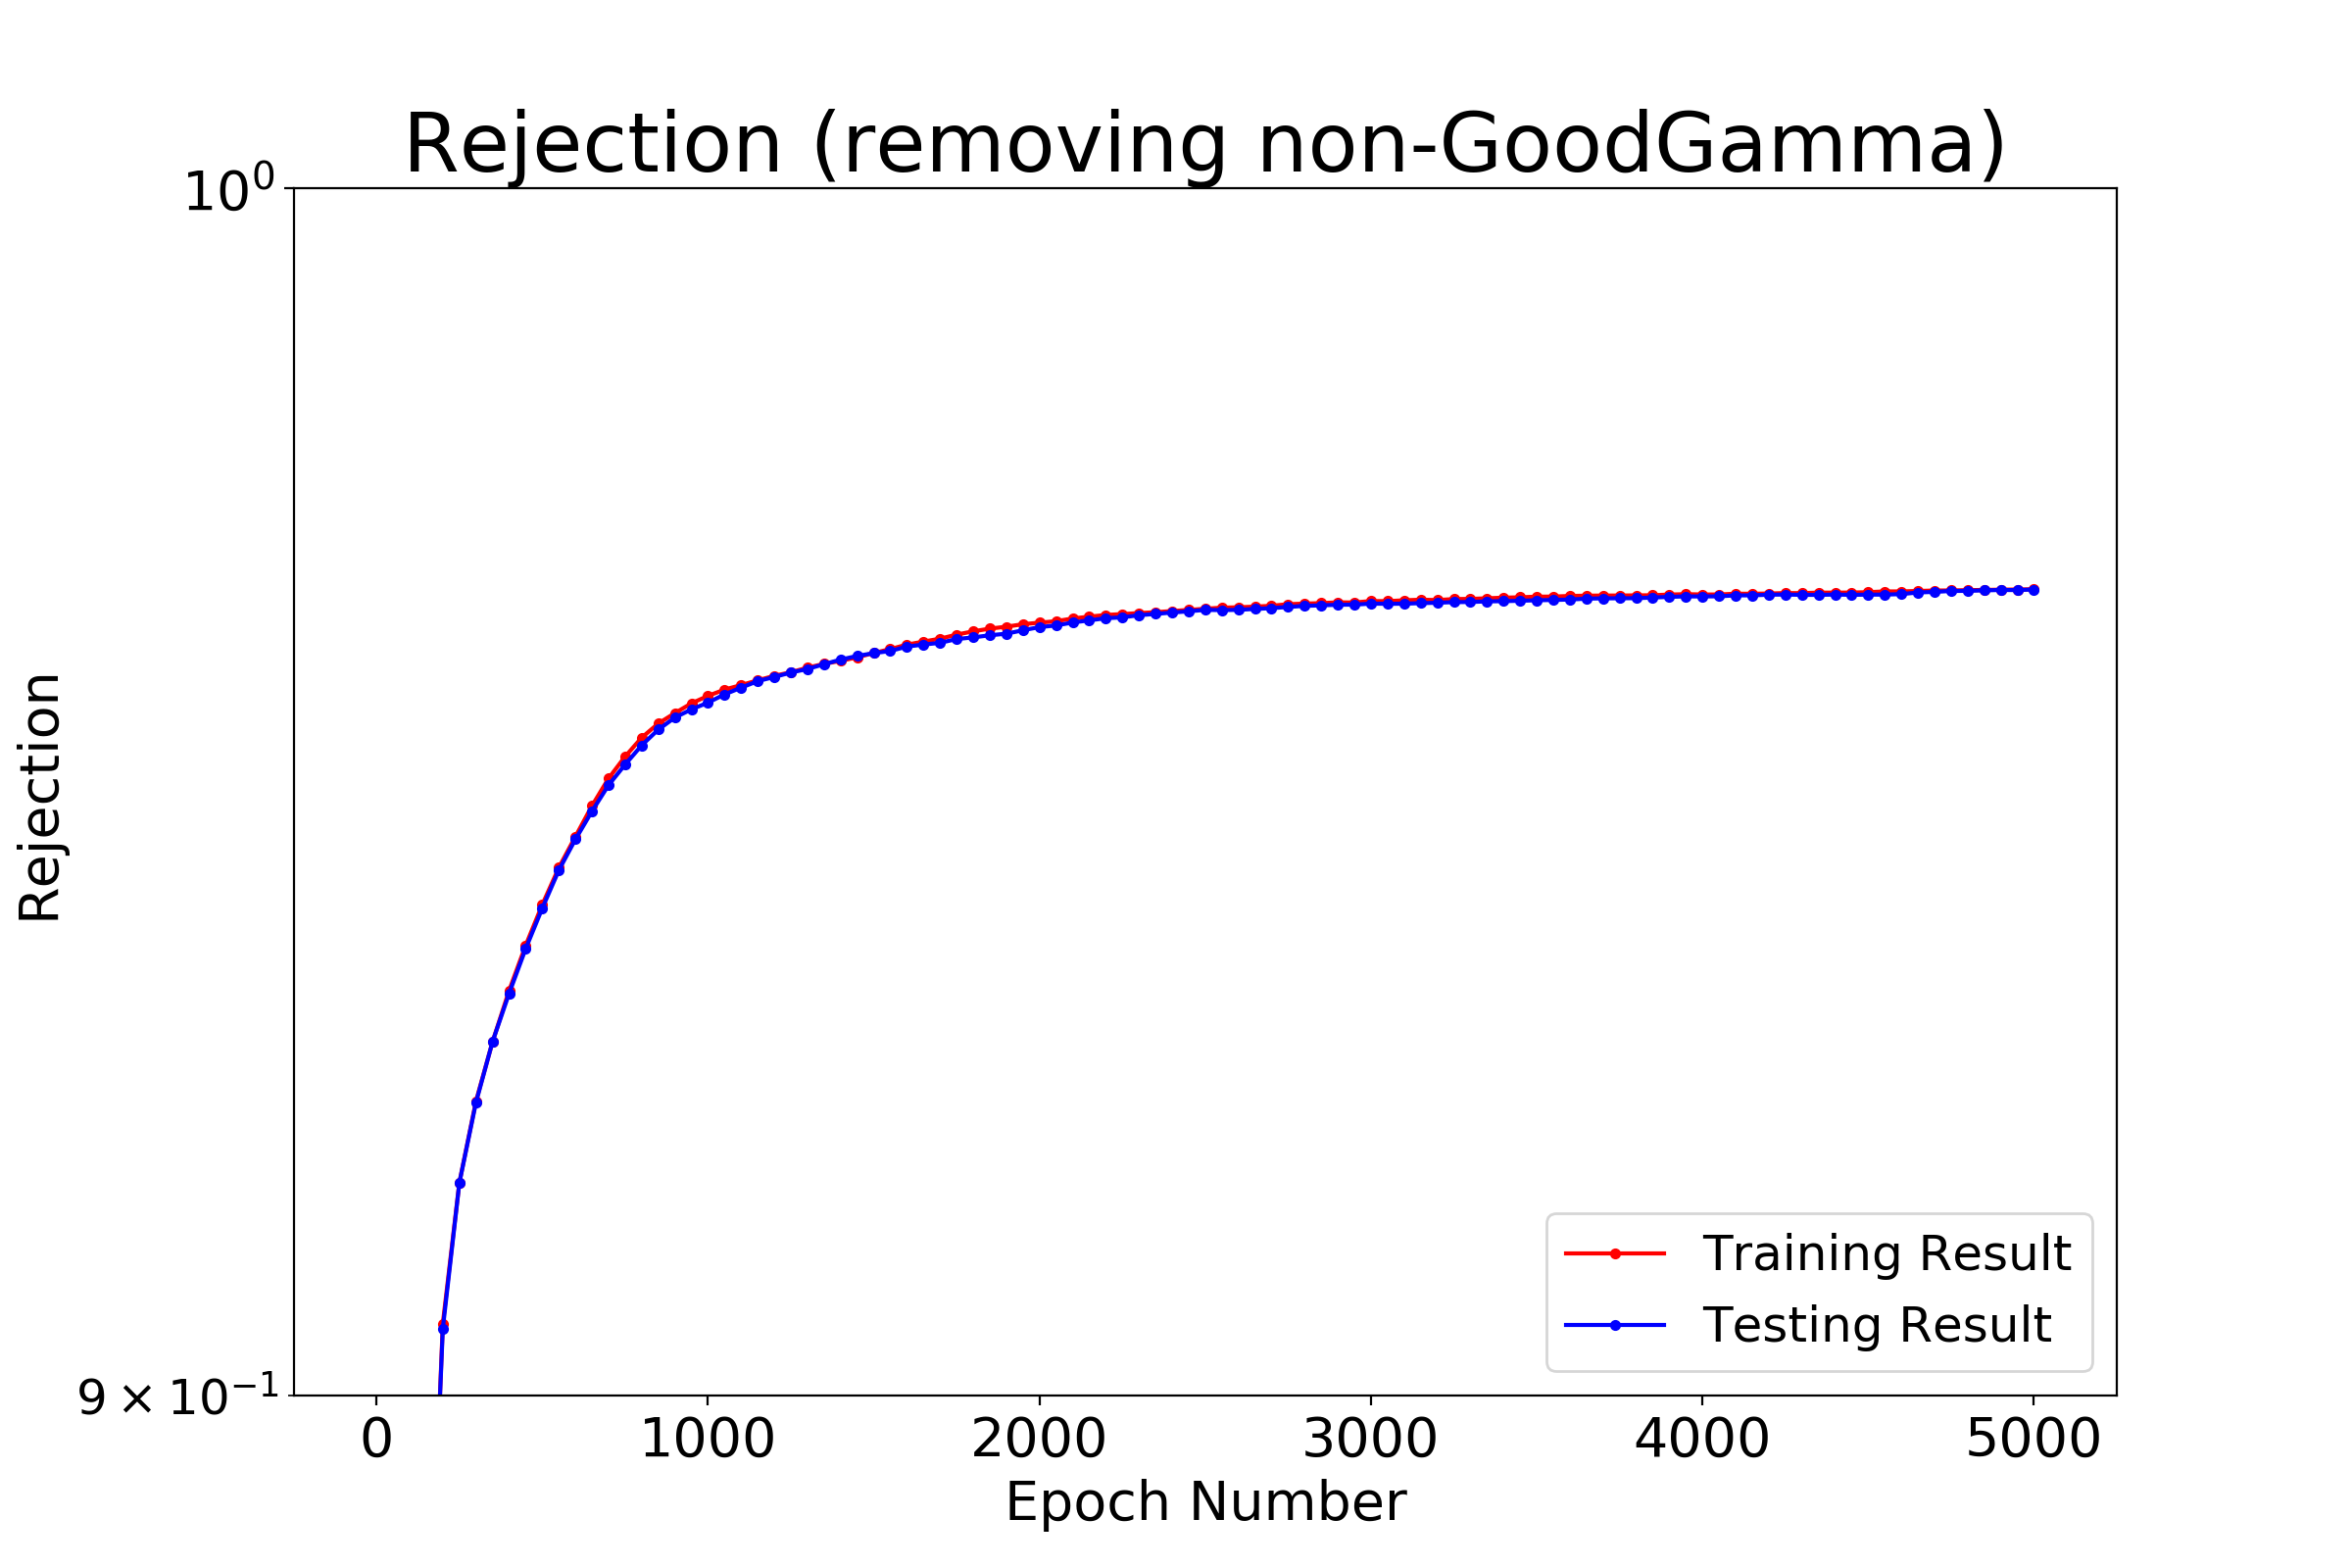 Rejection (removing non-GoodGamma)
10⁰
Rejection
9 × 10⁻¹
Training Result
Testing Result
0 1000 2000 3000 4000 5000
Epoch Number